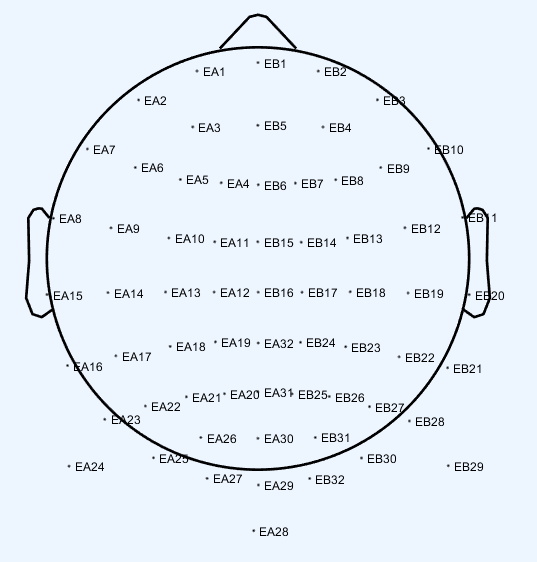 EB1
EA1 EB2
EA2 EB3
EA3 EB5 EB4
EA7 EB10
EA6 EB9
EA5 EA4 EB6 EB7 EB8
EA8 EB11
EA9 EB12
EA10 EA11 EB15 EB14 EB13
EA15 EA14 EA13 EA12 EB16 EB17 EB18 EB19 EB20
EA18 EA19 EA32 EB24 EB23
EA17 EB22
EA16 EB21
EA21 EA20 EA31 EB25 EB26
EA22 EB27
EA23 EB28
EA26 EA30 EB31
EA25 EB30
EA24 EB29
EA27 EA29 EB32
EA28